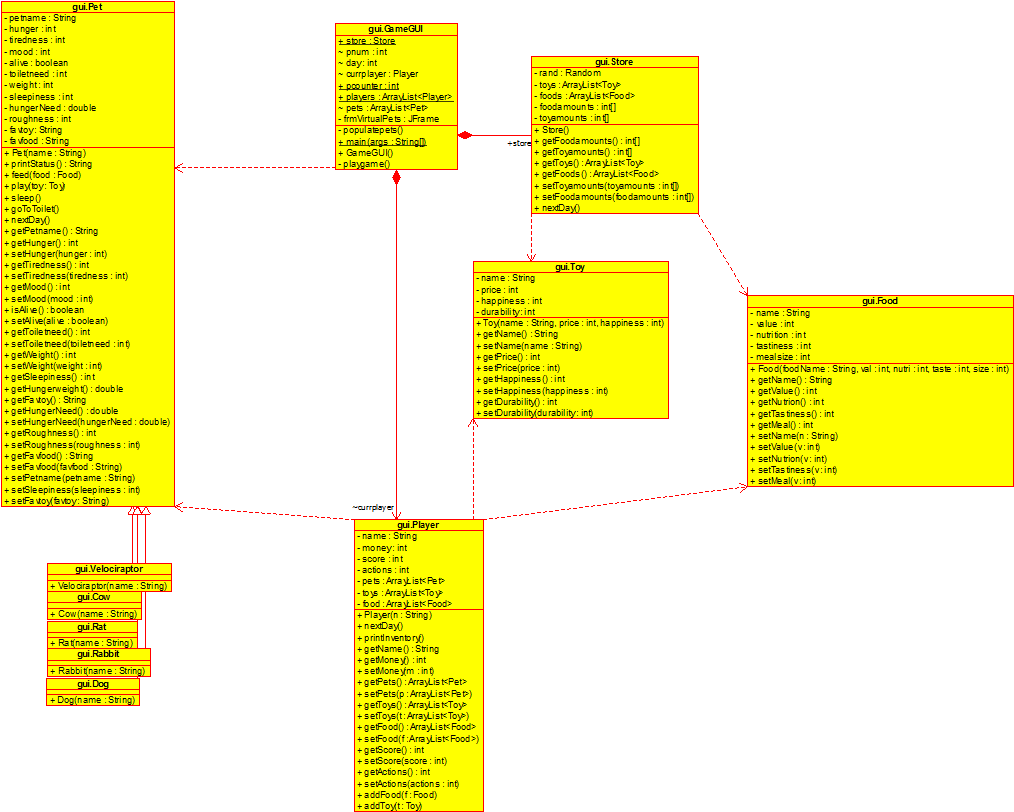 gui.Pet
- petname : String
- hunger : int
- tiredness : int
- mood : int
- alive : boolean
- toiletneed : int
- weight : int
- sleepiness : int
- hungerNeed : double
- roughness : int
- favtoy : String
- favfood : String
+ Pet(name : String)
+ printStatus() : String
+ feed(food : Food)
+ play(toy : Toy)
+ sleep()
+ goToToilet()
+ nextDay()
+ getPetname() : String
+ getHunger() : int
+ setHunger(hunger : int)
+ getTiredness() : int
+ setTiredness(tiredness : int)
+ getMood() : int
+ setMood(mood : int)
+ isAlive() : boolean
+ setAlive(alive : boolean)
+ getToiletneed() : int
+ setToiletneed(toiletneed : int)
+ getWeight() : int
+ setWeight(weight : int)
+ getSleepiness() : int
+ getHungerweight() : double
+ getFavtoy() : String
+ getHungerNeed() : double
+ setHungerNeed(hungerNeed : double)
+ getRoughness() : int
+ setRoughness(roughness : int)
+ getFavfood() : String
+ setFavfood(favfood : String)
+ setPetname(petname : String)
+ setSleepiness(sleepiness : int)
+ setFavtoy(favtoy : String)
gui.GameGUI
+ store : Store
~ pnum : int
~ day : int
~ currplayer : Player
+ pcounter : int
+ players : ArrayList<Player>
~ pets : ArrayList<Pet>
- frmVirtualPets : JFrame
- populatepets()
+ main(args : String[])
+ GameGUI()
- playgame()
+store
gui.Store
- rand : Random
- toys : ArrayList<Toy>
- foods : ArrayList<Food>
- foodamounts : int[]
- toyamounts : int[]
+ Store()
+ getFoodamounts() : int[]
+ getToyamounts() : int[]
+ getToys() : ArrayList<Toy>
+ getFoods() : ArrayList<Food>
+ setToyamounts(toyamounts : int[])
+ setFoodamounts(foodamounts : int[])
+ nextDay()
gui.Toy
- name : String
- price : int
- happiness : int
- durability : int
+ Toy(name : String, price : int, happiness : int)
+ getName() : String
+ setName(name : String)
+ getPrice() : int
+ setPrice(price : int)
+ getHappiness() : int
+ setHappiness(happiness : int)
+ getDurability() : int
+ setDurability(durability : int)
gui.Food
- name : String
- value : int
- nutrition : int
- tastiness : int
- mealsize : int
+ Food(foodName : String, val : int, nutri : int, taste : int, size : int)
+ getName() : String
+ getValue() : int
+ getNutrion() : int
+ getTastiness() : int
+ getMeal() : int
+ setName(n : String)
+ setValue(v : int)
+ setNutrion(v : int)
+ setTastiness(v : int)
+ setMeal(v : int)
~currplayer
gui.Player
- name : String
- money : int
- score : int
- actions : int
- pets : ArrayList<Pet>
- toys : ArrayList<Toy>
- food : ArrayList<Food>
+ Player(n : String)
+ nextDay()
+ printInventory()
+ getName() : String
+ getMoney() : int
+ setMoney(m : int)
+ getPets() : ArrayList<Pet>
+ setPets(p : ArrayList<Pet>)
+ getToys() : ArrayList<Toy>
+ setToys(t : ArrayList<Toy>)
+ getFood() : ArrayList<Food>
+ setFood(f : ArrayList<Food>)
+ getScore() : int
+ setScore(score : int)
+ getActions() : int
+ setActions(actions : int)
+ addFood(f : Food)
+ addToy(t : Toy)
gui.Velociraptor
+ Velociraptor(name : String)
gui.Cow
+ Cow(name : String)
gui.Rat
+ Rat(name : String)
gui.Rabbit
+ Rabbit(name : String)
gui.Dog
+ Dog(name : String)